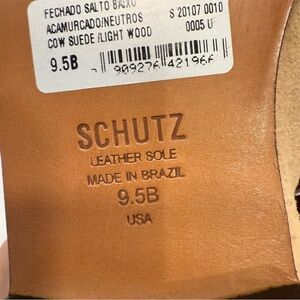 FECHADO SALTO BAIXO
ACAMURCADO/NEUTROS
COW SUEDE /LIGHT WOOD
9.5B
S 20107 0010
0005 U
909276 421966
SCHUTZ
LEATHER SOLE
MADE IN BRAZIL
9.5B
USA